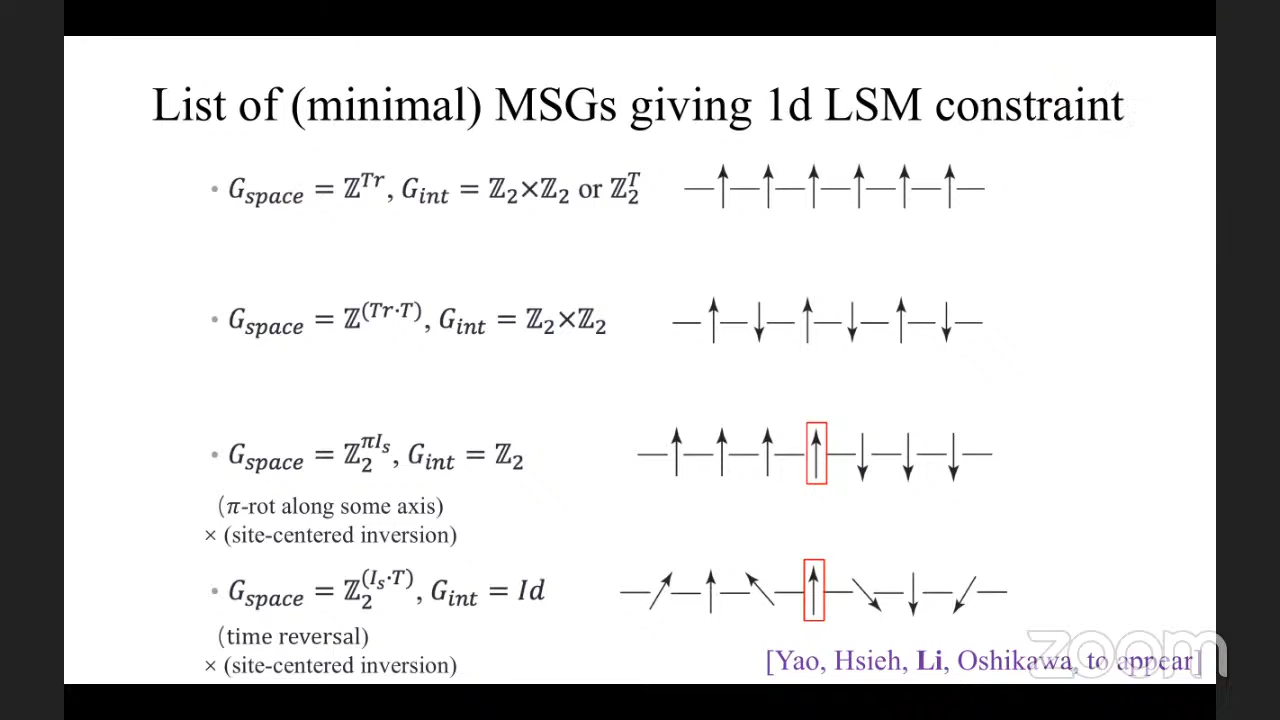 List of (minimal) MSGs giving 1d LSM constraint
• G_space = ℤ^Tr, G_int = ℤ₂×ℤ₂ or ℤ₂^T
• G_space = ℤ^(Tr·T), G_int = ℤ₂×ℤ₂
• G_space = ℤ₂^πI_s, G_int = ℤ₂
(π-rot along some axis)
× (site-centered inversion)
• G_space = ℤ₂^(I_s·T), G_int = Id
(time reversal)
× (site-centered inversion)
[Yao, Hsieh, Li, Oshikawa, to appear]
zoom